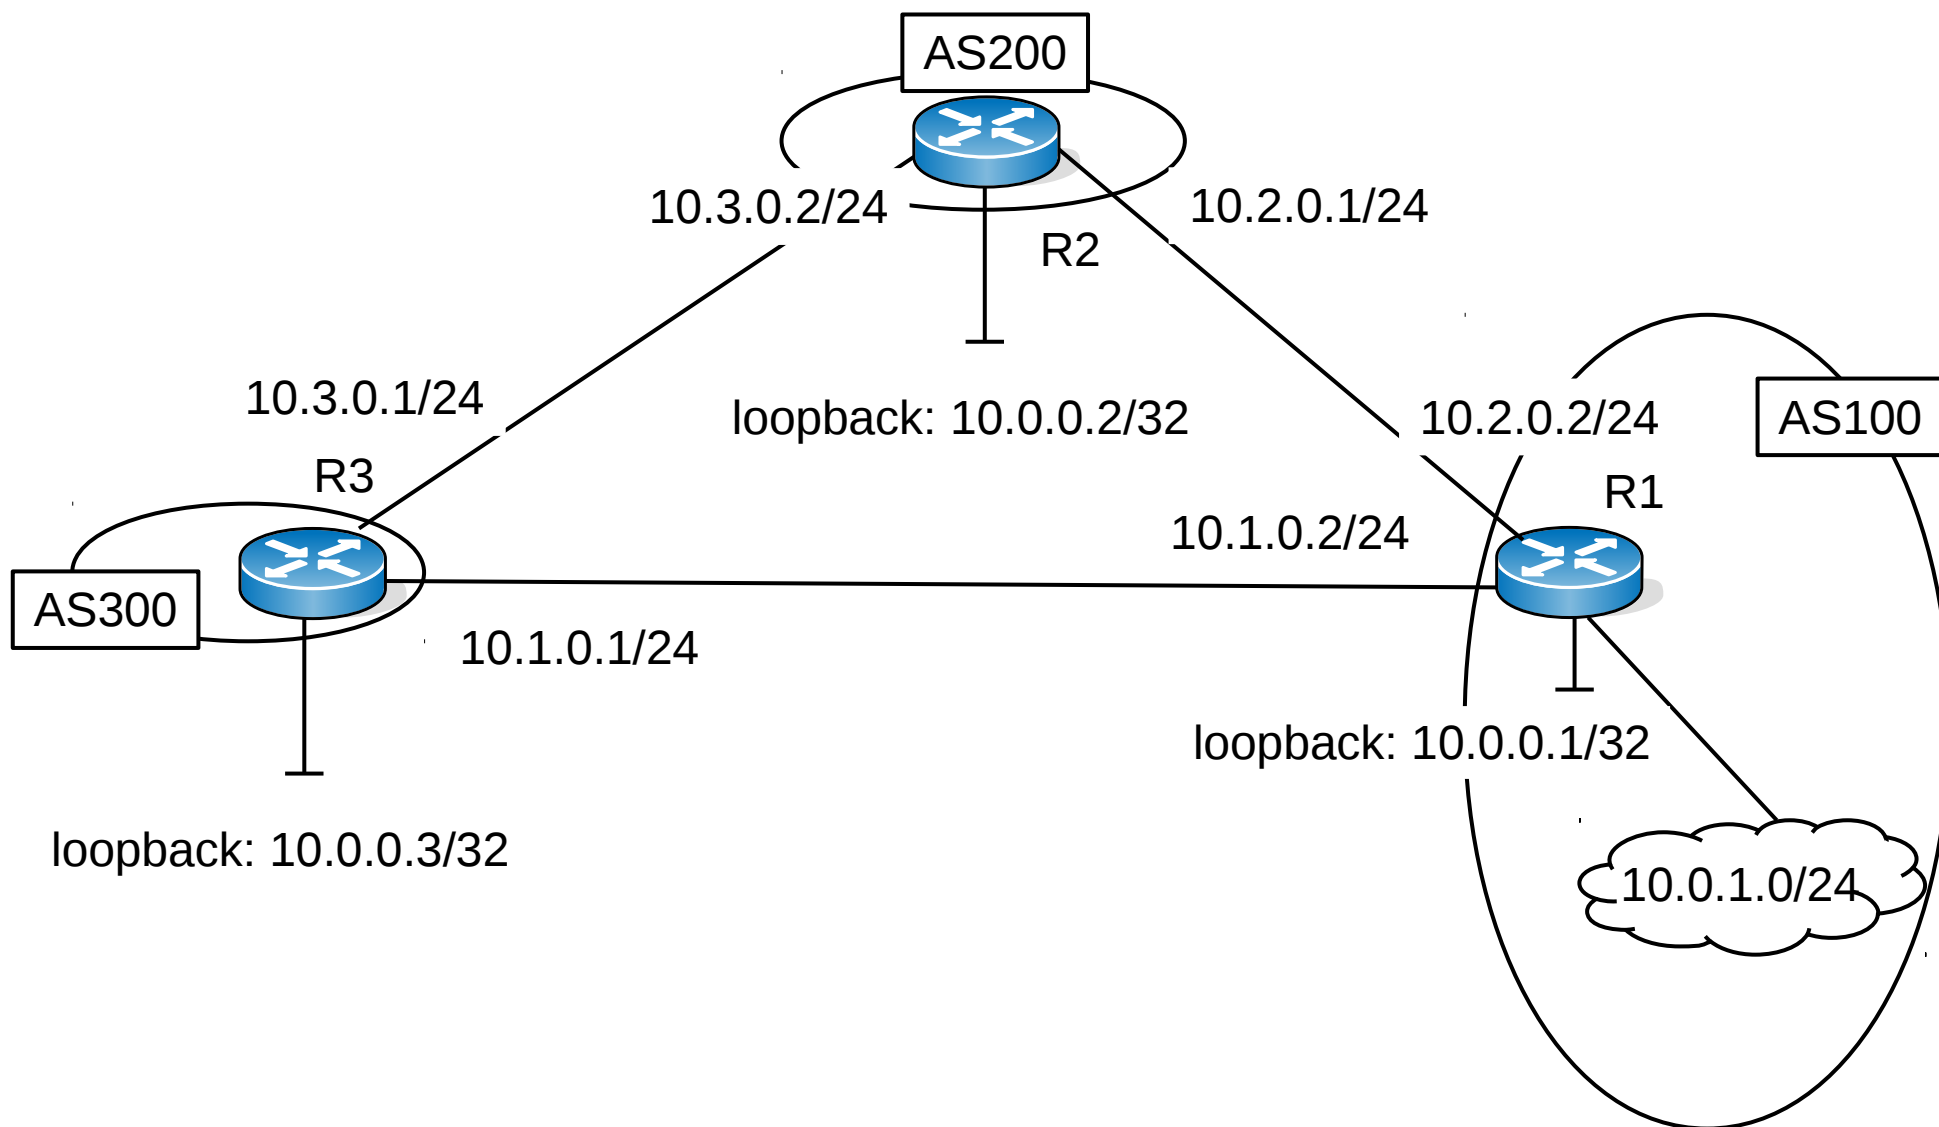 AS200
10.3.0.2/24
10.2.0.1/24
R2
10.3.0.1/24
loopback: 10.0.0.2/32
10.2.0.2/24
AS100
R3
R1
10.1.0.2/24
AS300
10.1.0.1/24
loopback: 10.0.0.1/32
loopback: 10.0.0.3/32
10.0.1.0/24